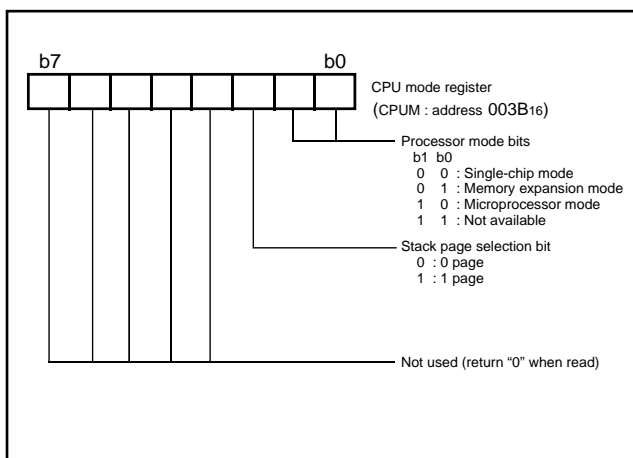 b7 b0
CPU mode register
(CPUM : address 003B16)
Processor mode bits
b1 b0
0 0 : Single-chip mode
0 1 : Memory expansion mode
1 0 : Microprocessor mode
1 1 : Not available
Stack page selection bit
0 : 0 page
1 : 1 page
Not used (return “0” when read)